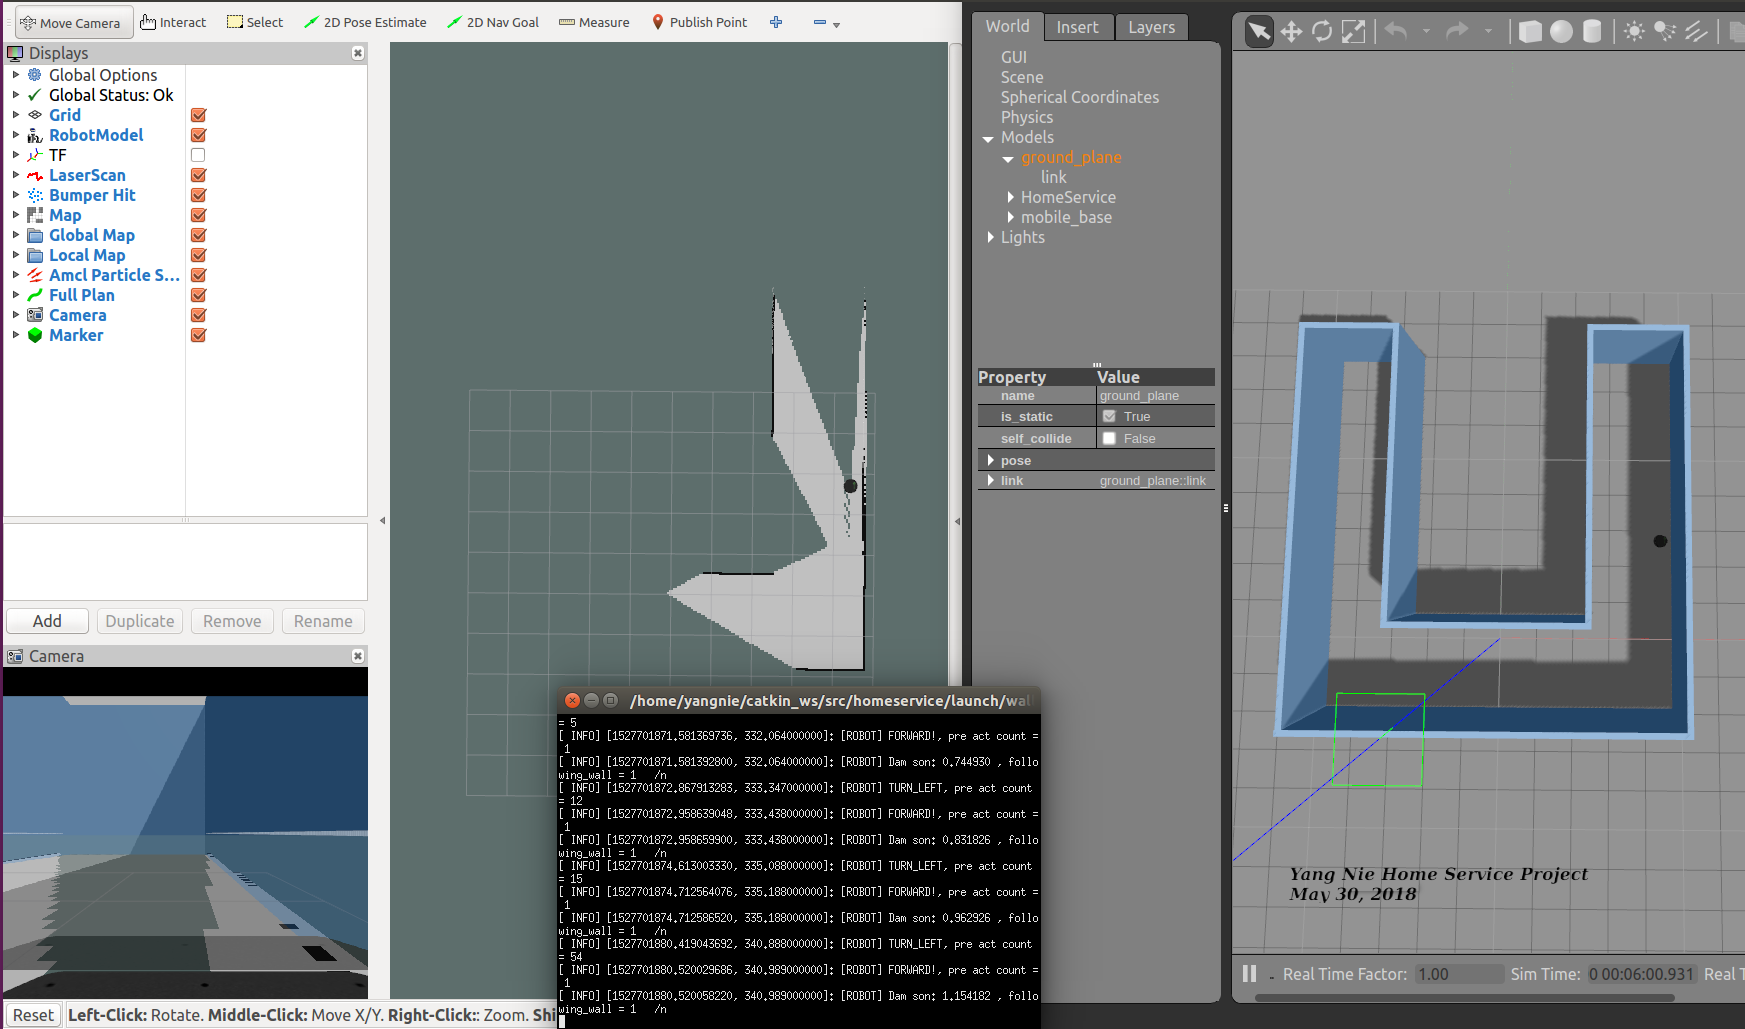 Move Camera Interact Select 2D Pose Estimate 2D Nav Goal Measure Publish Point
Displays
Global Options
Global Status: Ok
Grid
RobotModel
TF
LaserScan
Bumper Hit
Map
Global Map
Local Map
Amcl Particle S...
Full Plan
Camera
Marker
Add Duplicate Remove Rename
Camera
Reset Left-Click: Rotate. Middle-Click: Move X/Y. Right-Click:: Zoom. Shi
/home/yangnie/catkin_ws/src/homeservice/launch/wal
= 5
[ INFO] [1527701871.581369736, 332.064000000]: [ROBOT] FORWARD!, pre act count =
1
[ INFO] [1527701871.581392800, 332.064000000]: [ROBOT] Dam son: 0.744930 , follo
wing_wall = 1 /n
[ INFO] [1527701872.867913283, 333.347000000]: [ROBOT] TURN_LEFT, pre act count
= 12
[ INFO] [1527701872.958639048, 333.438000000]: [ROBOT] FORWARD!, pre act count =
1
[ INFO] [1527701872.958659900, 333.438000000]: [ROBOT] Dam son: 0.831826 , follo
wing_wall = 1 /n
[ INFO] [1527701874.613003330, 335.088000000]: [ROBOT] TURN_LEFT, pre act count
= 15
[ INFO] [1527701874.712564076, 335.188000000]: [ROBOT] FORWARD!, pre act count =
1
[ INFO] [1527701874.712586520, 335.188000000]: [ROBOT] Dam son: 0.962926 , follo
wing_wall = 1 /n
[ INFO] [1527701880.419043692, 340.888000000]: [ROBOT] TURN_LEFT, pre act count
= 54
[ INFO] [1527701880.520029686, 340.989000000]: [ROBOT] FORWARD!, pre act count =
1
[ INFO] [1527701880.520058220, 340.989000000]: [ROBOT] Dam son: 1.154182 , follo
wing_wall = 1 /n
World Insert Layers
GUI
Scene
Spherical Coordinates
Physics
Models
ground_plane
link
HomeService
mobile_base
Lights
Property Value
name ground_plane
is_static True
self_collide False
pose
link ground_plane::link
Yang Nie Home Service Project
May 30, 2018
Real Time Factor: 1.00 Sim Time: 0 00:06:00.931 Real T